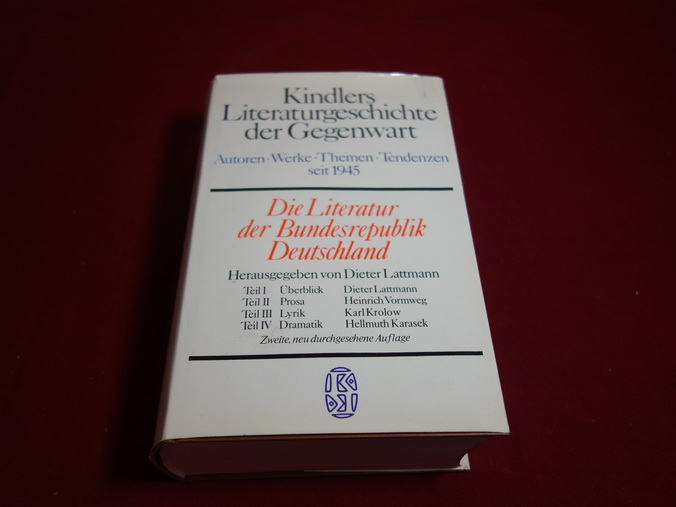 Kindlers
Literaturgeschichte
der Gegenwart
Autoren · Werke · Themen · Tendenzen
seit 1945
Die Literatur
der Bundesrepublik
Deutschland
Herausgegeben von Dieter Lattmann
Teil I Überblick Dieter Lattmann
Teil II Prosa Heinrich Vormweg
Teil III Lyrik Karl Krolow
Teil IV Dramatik Hellmuth Karasek
Zweite, neu durchgesehene Auflage